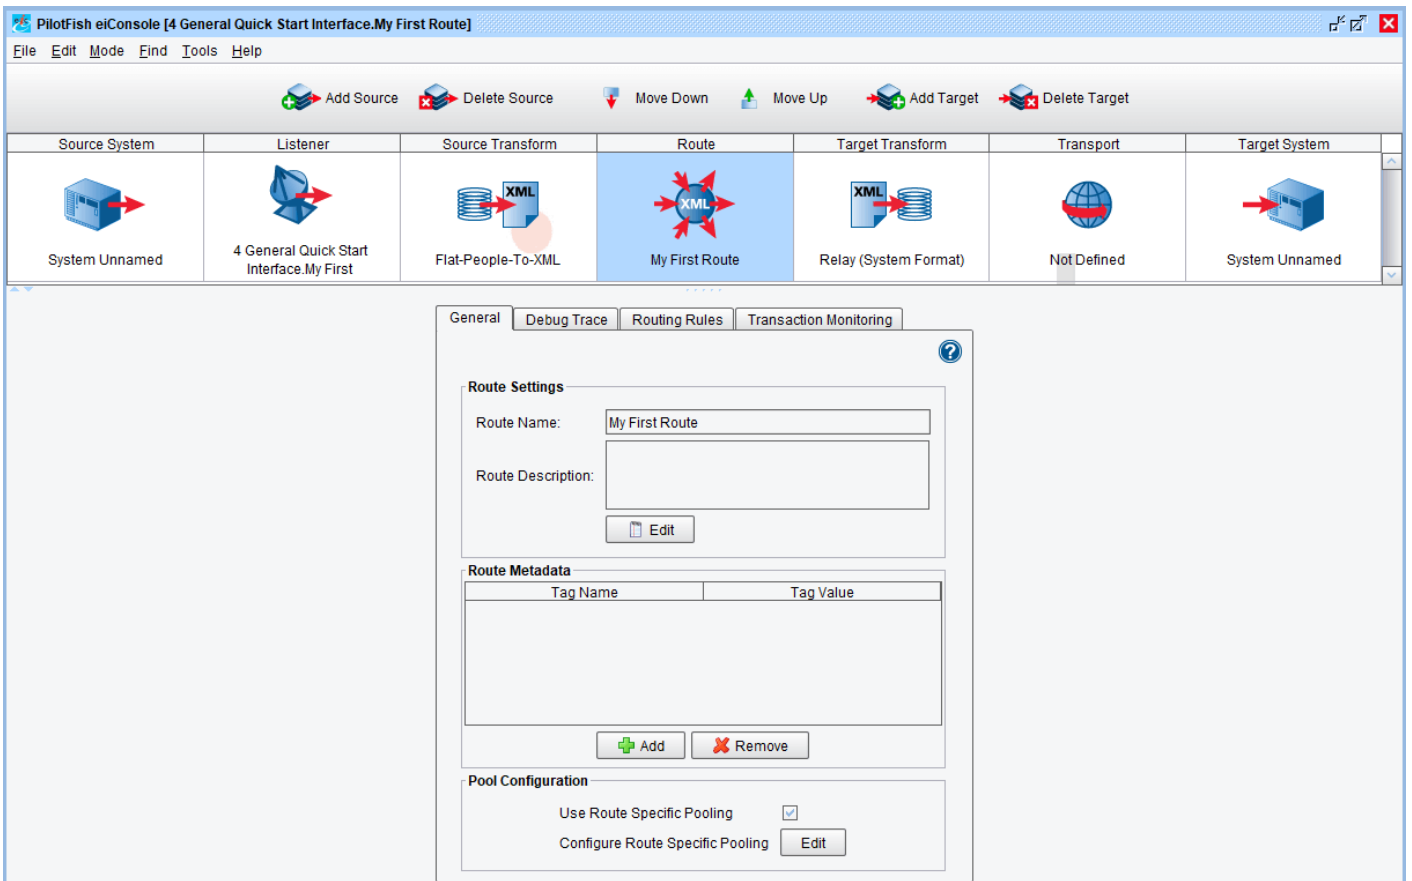 PilotFish eiConsole [4 General Quick Start Interface.My First Route]
File Edit Mode Find Tools Help
Add Source Delete Source Move Down Move Up Add Target Delete Target
Source System Listener Source Transform Route Target Transform Transport Target System
XML XML XML
System Unnamed 4 General Quick Start Interface.My First Flat-People-To-XML My First Route Relay (System Format) Not Defined System Unnamed
General Debug Trace Routing Rules Transaction Monitoring
?
Route Settings
Route Name: My First Route
Route Description:
Edit
Route Metadata
Tag Name Tag Value
Add Remove
Pool Configuration
Use Route Specific Pooling
Configure Route Specific Pooling Edit